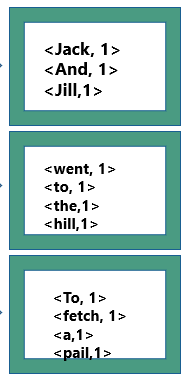 <Jack, 1>
<And, 1>
<Jill,1>
<went, 1>
<to, 1>
<the,1>
<hill,1>
<To, 1>
<fetch, 1>
<a,1>
<pail,1>